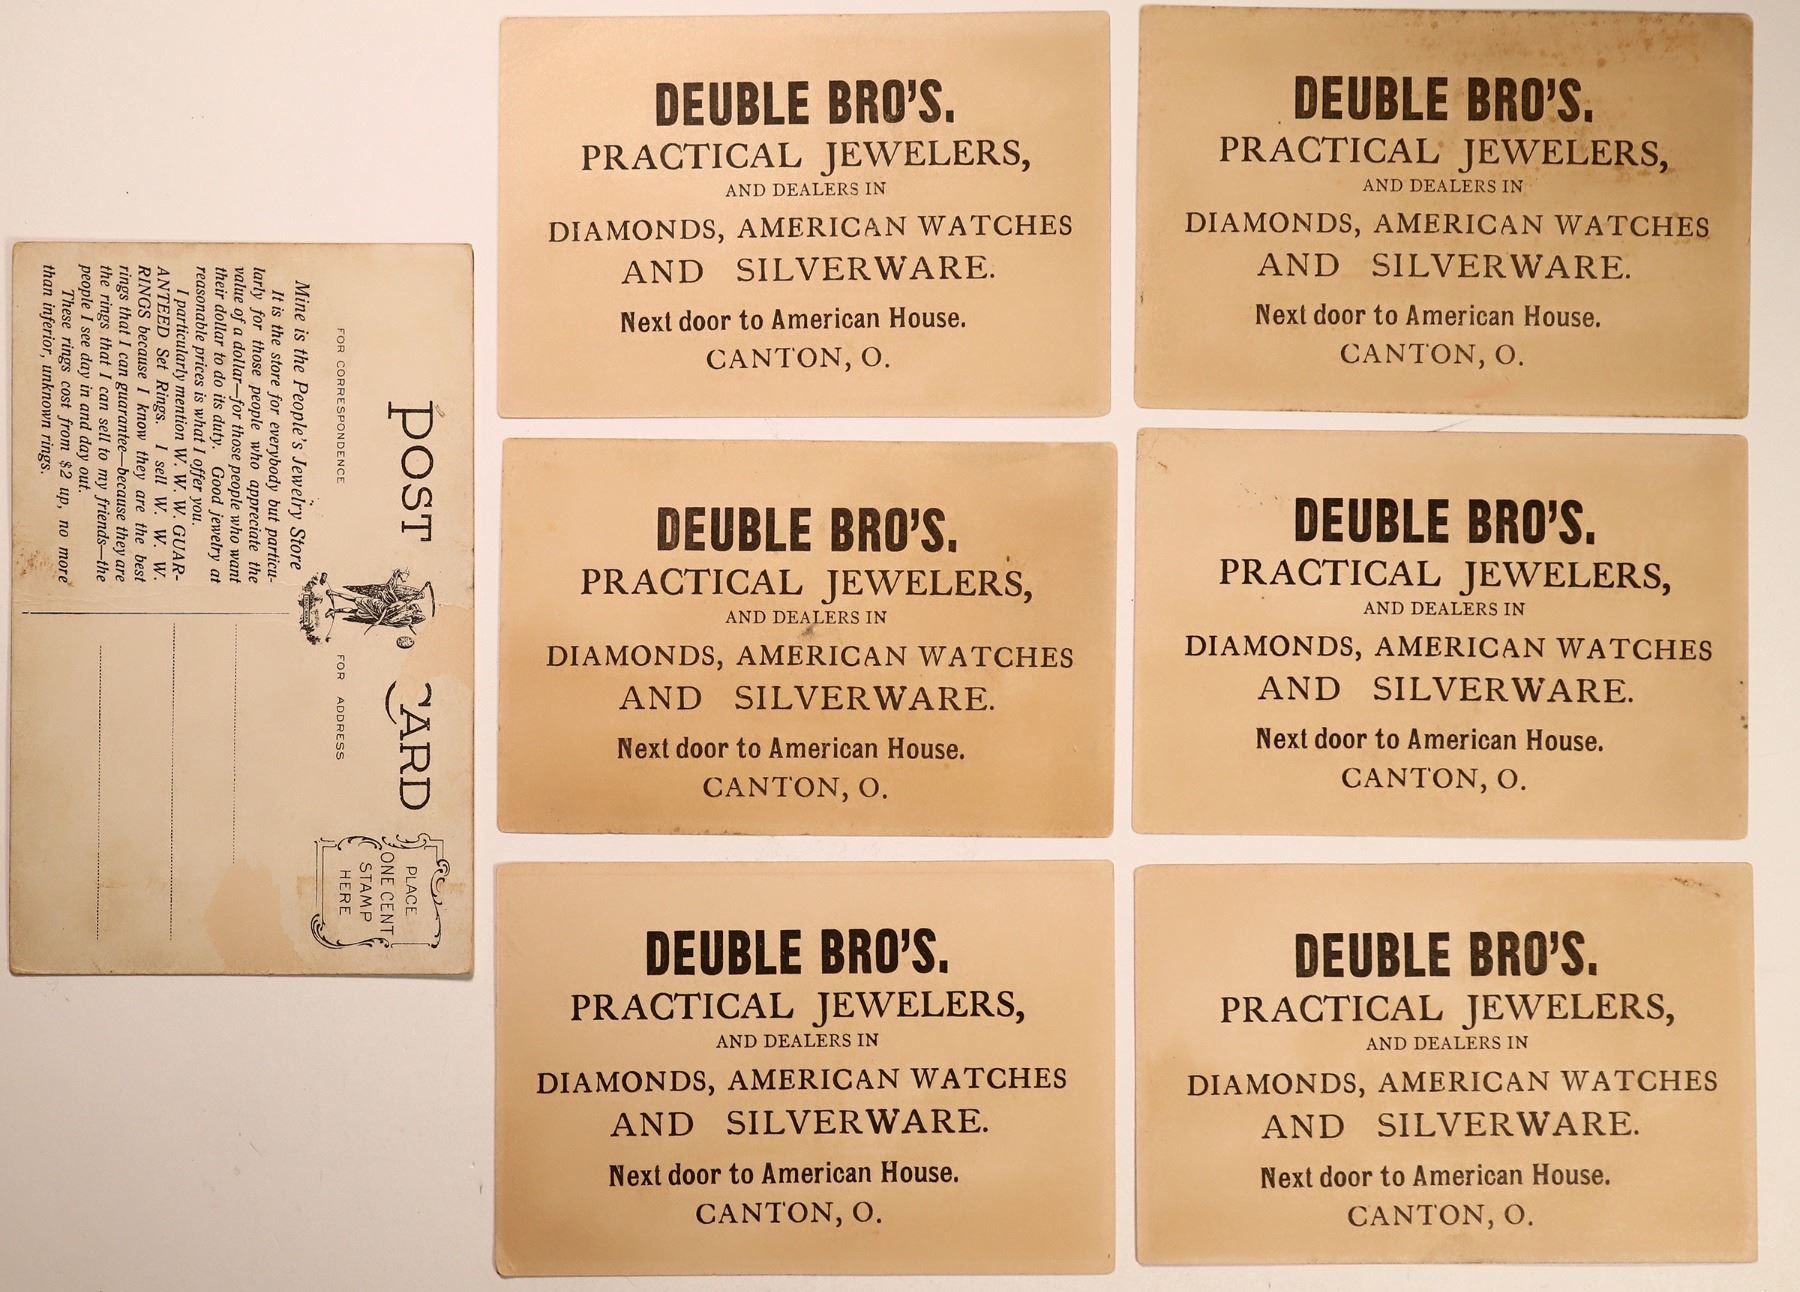 POST CARD
FOR CORRESPONDENCE
FOR ADDRESS
PLACE
ONE CENT
STAMP
HERE
Mine is the People's Jewelry Store
It is the store for everybody but particu-
larly for those people who appreciate the
value of a dollar—for those people who want
their dollar to do its duty. Good jewelry at
reasonable prices is what I offer you.
I particularly mention W. W. W. GUAR-
ANTEED Set Rings. I sell W. W. W.
RINGS because I know they are the best
rings that I can guarantee—because they are
the rings that I can sell to my friends—the
people I see day in and day out.
These rings cost from $2 up, no more
than inferior, unknown rings.
DEUBLE BRO'S.
PRACTICAL JEWELERS,
AND DEALERS IN
DIAMONDS, AMERICAN WATCHES
AND SILVERWARE.
Next door to American House.
CANTON, O.
DEUBLE BRO'S.
PRACTICAL JEWELERS,
AND DEALERS IN
DIAMONDS, AMERICAN WATCHES
AND SILVERWARE.
Next door to American House.
CANTON, O.
DEUBLE BRO'S.
PRACTICAL JEWELERS,
AND DEALERS IN
DIAMONDS, AMERICAN WATCHES
AND SILVERWARE.
Next door to American House.
CANTON, O.
DEUBLE BRO'S.
PRACTICAL JEWELERS,
AND DEALERS IN
DIAMONDS, AMERICAN WATCHES
AND SILVERWARE.
Next door to American House.
CANTON, O.
DEUBLE BRO'S.
PRACTICAL JEWELERS,
AND DEALERS IN
DIAMONDS, AMERICAN WATCHES
AND SILVERWARE.
Next door to American House.
CANTON, O.
DEUBLE BRO'S.
PRACTICAL JEWELERS,
AND DEALERS IN
DIAMONDS, AMERICAN WATCHES
AND SILVERWARE.
Next door to American House.
CANTON, O.